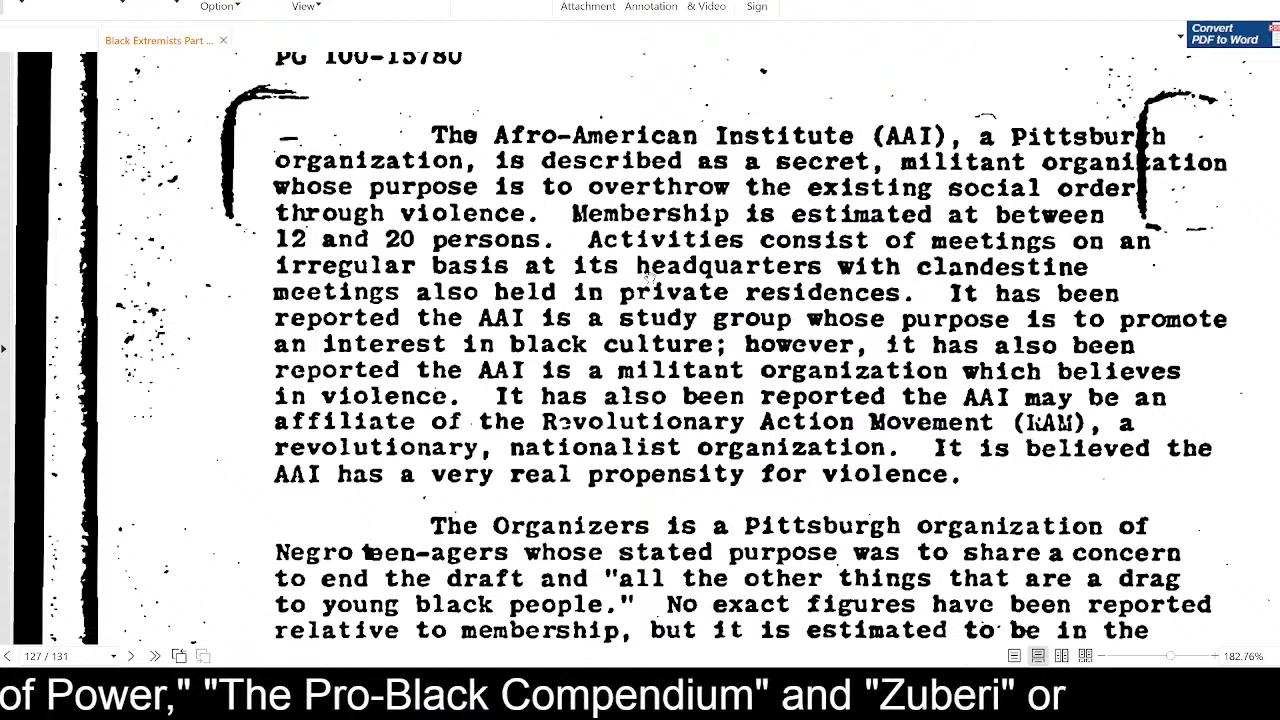 Option
View
Attachment
Annotation
& Video
Sign
Black Extremists Part ...
Convert
PDF to Word
PG 100-15780
The Afro-American Institute (AAI), a Pittsburgh
organization, is described as a secret, militant organization
whose purpose is to overthrow the existing social order
through violence. Membership is estimated at between
12 and 20 persons. Activities consist of meetings on an
irregular basis at its headquarters with clandestine
meetings also held in private residences. It has been
reported the AAI is a study group whose purpose is to promote
an interest in black culture; however, it has also been
reported the AAI is a militant organization which believes
in violence. It has also been reported the AAI may be an
affiliate of the Revolutionary Action Movement (RAM), a
revolutionary, nationalist organization. It is believed the
AAI has a very real propensity for violence.
The Organizers is a Pittsburgh organization of
Negro teen-agers whose stated purpose was to share a concern
to end the draft and "all the other things that are a drag
to young black people." No exact figures have been reported
relative to membership, but it is estimated to be in the
127 / 131
182.76%
of Power," "The Pro-Black Compendium" and "Zuberi" or